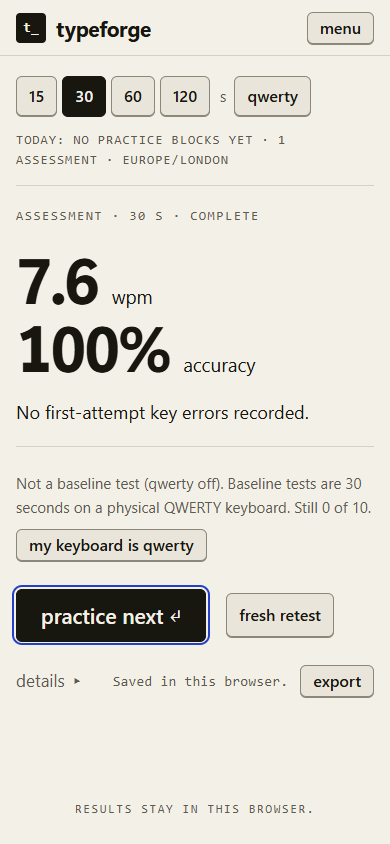 t_ typeforge menu
15 30 60 120 s qwerty
TODAY: NO PRACTICE BLOCKS YET · 1
ASSESSMENT · EUROPE/LONDON
ASSESSMENT · 30 S · COMPLETE
7.6 wpm
100% accuracy
No first-attempt key errors recorded.
Not a baseline test (qwerty off). Baseline tests are 30
seconds on a physical QWERTY keyboard. Still 0 of 10.
my keyboard is qwerty
practice next ↵ fresh retest
details ▸ Saved in this browser. export
RESULTS STAY IN THIS BROWSER.